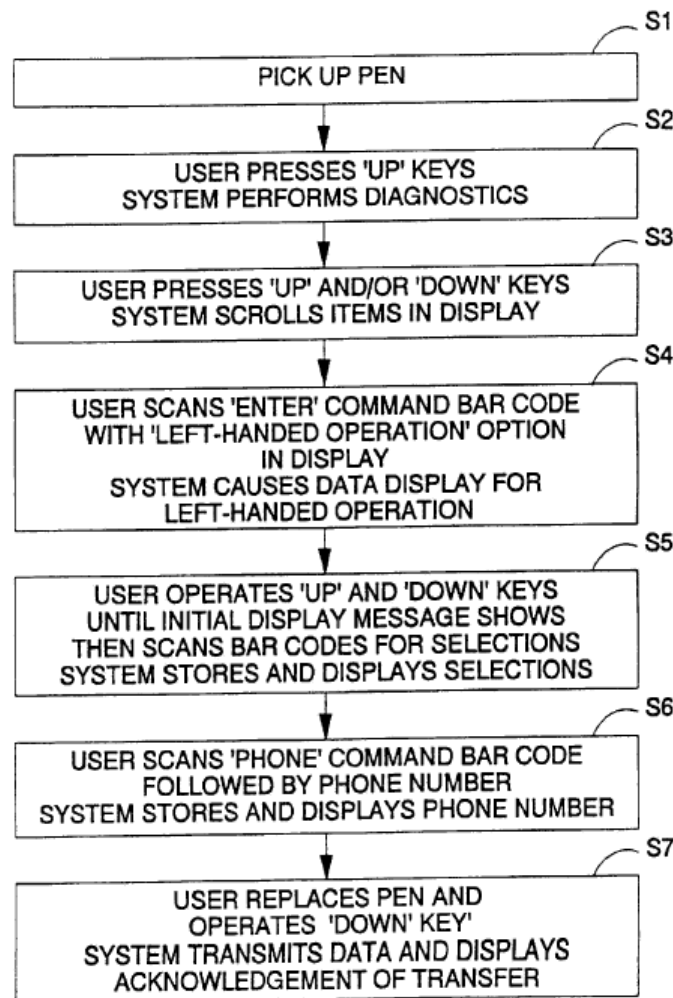 S1
PICK UP PEN
S2
USER PRESSES 'UP' KEYS
SYSTEM PERFORMS DIAGNOSTICS
S3
USER PRESSES 'UP' AND/OR 'DOWN' KEYS
SYSTEM SCROLLS ITEMS IN DISPLAY
S4
USER SCANS 'ENTER' COMMAND BAR CODE
WITH 'LEFT-HANDED OPERATION' OPTION
IN DISPLAY
SYSTEM CAUSES DATA DISPLAY FOR
LEFT-HANDED OPERATION
S5
USER OPERATES 'UP' AND 'DOWN' KEYS
UNTIL INITIAL DISPLAY MESSAGE SHOWS
THEN SCANS BAR CODES FOR SELECTIONS
SYSTEM STORES AND DISPLAYS SELECTIONS
S6
USER SCANS 'PHONE' COMMAND BAR CODE
FOLLOWED BY PHONE NUMBER
SYSTEM STORES AND DISPLAYS PHONE NUMBER
S7
USER REPLACES PEN AND
OPERATES 'DOWN' KEY'
SYSTEM TRANSMITS DATA AND DISPLAYS
ACKNOWLEDGEMENT OF TRANSFER